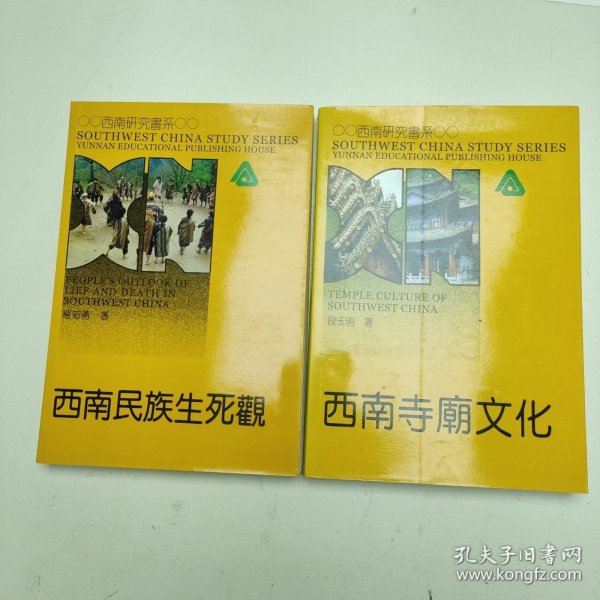 ○○西南研究書系○○
SOUTHWEST CHINA STUDY SERIES
YUNNAN EDUCATIONAL PUBLISHING HOUSE
PEOPLE'S OUTLOOK OF
LIEF AND DEATH IN
SOUTHWEST CHINA
楊知勇 著
西南民族生死觀
○○西南研究書系○○
SOUTHWEST CHINA STUDY SERIES
YUNNAN EDUCATIONAL PUBLISHING HOUSE
TEMPLE CULTURE OF
SOUTHWEST CHINA
段玉明 著
西南寺廟文化
孔夫子旧书网
www.kongfz.com